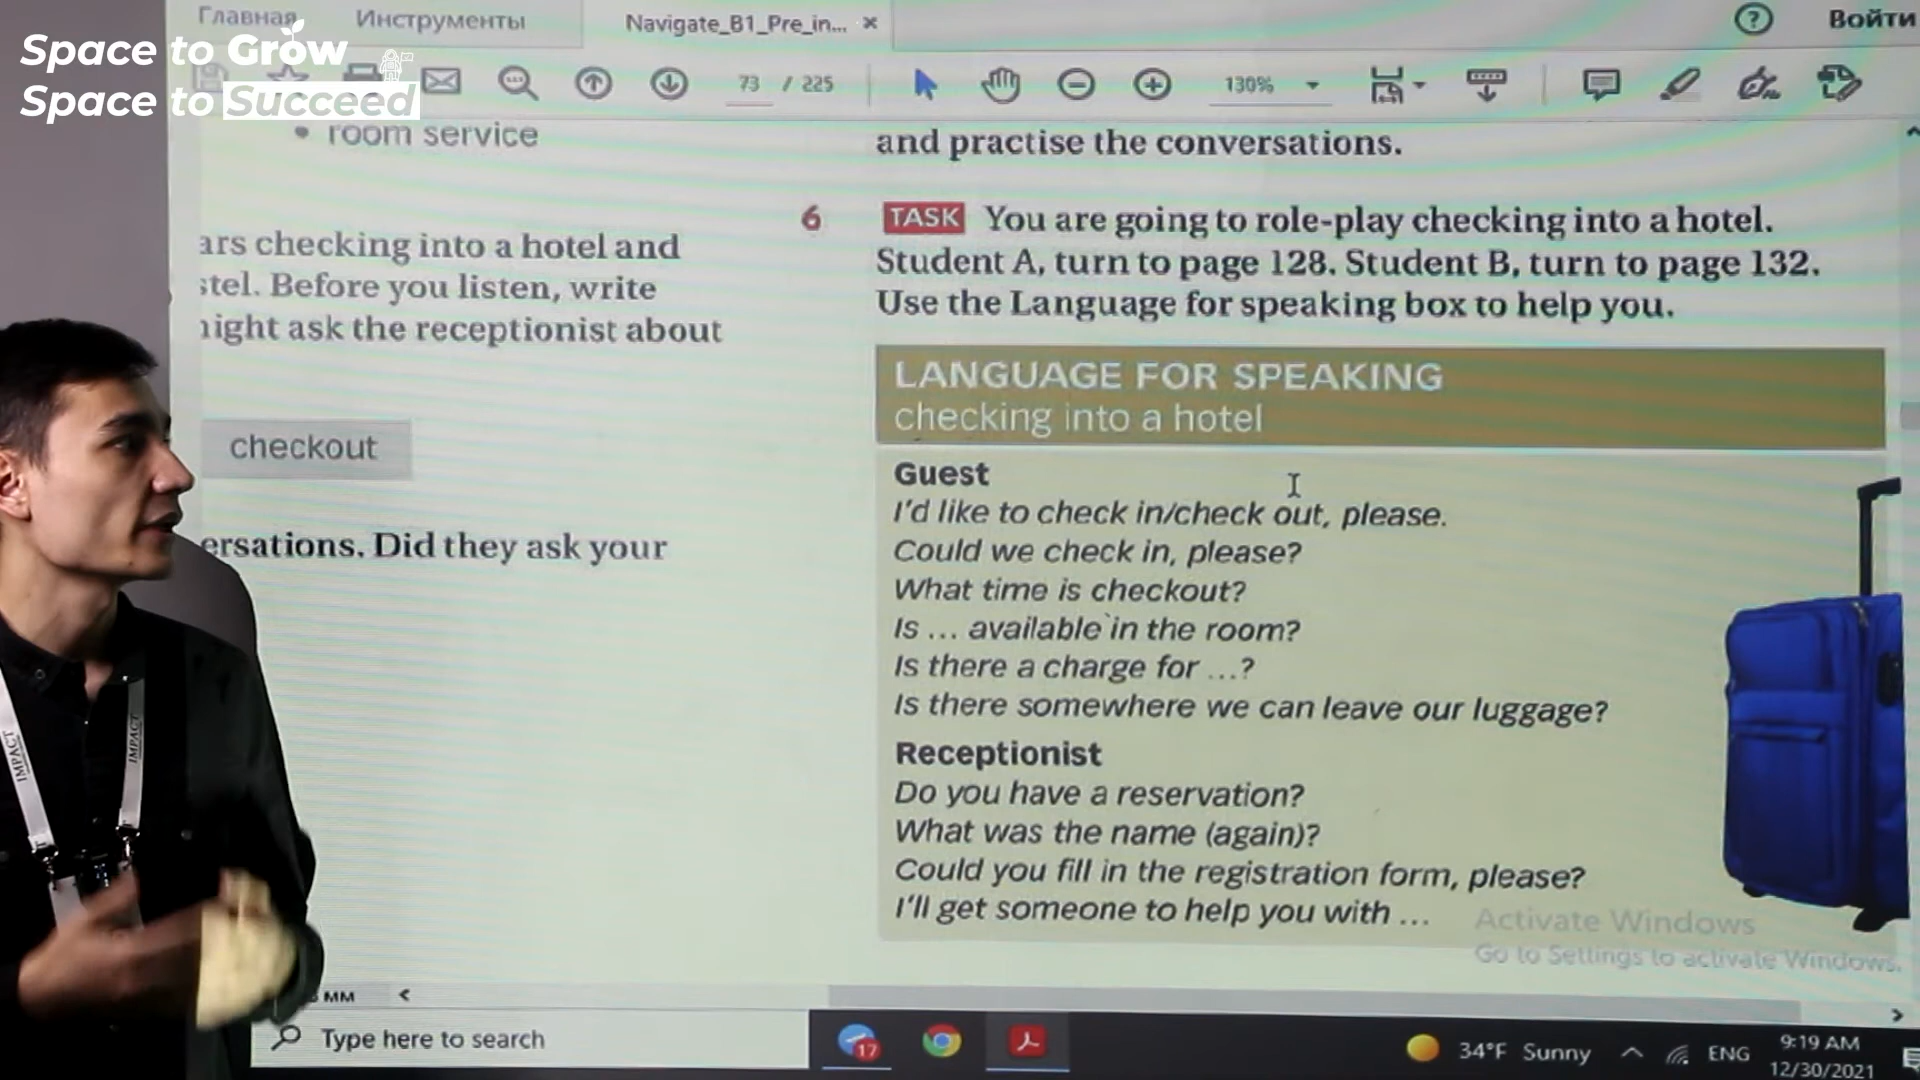 Главная
Инструменты
Navigate_B1_Pre_in... ×
Войти
Space to Grow
Space to Succeed
73 / 225
130%
• room service
ars checking into a hotel and
stel. Before you listen, write
night ask the receptionist about
checkout
ersations. Did they ask your
and practise the conversations.
6 TASK You are going to role-play checking into a hotel.
Student A, turn to page 128. Student B, turn to page 132.
Use the Language for speaking box to help you.
LANGUAGE FOR SPEAKING
checking into a hotel
Guest
I'd like to check in/check out, please.
Could we check in, please?
What time is checkout?
Is ... available in the room?
Is there a charge for ...?
Is there somewhere we can leave our luggage?
Receptionist
Do you have a reservation?
What was the name (again)?
Could you fill in the registration form, please?
I'll get someone to help you with ...
Activate Windows
Go to Settings to activate Windows.
IMPACT
IMPACT
мм
Type here to search
17
34°F Sunny
ENG
9:19 AM
12/30/2021